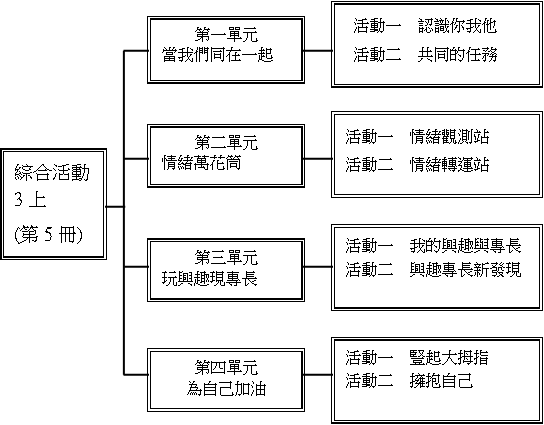 綜合活動
3 上
(第 5 冊)
第一單元
當我們同在一起
活動一　認識你我他
活動二　共同的任務
第二單元
情緒萬花筒
活動一　情緒觀測站
活動二　情緒轉運站
第三單元
玩興趣現專長
活動一　我的興趣與專長
活動二　興趣專長新發現
第四單元
為自己加油
活動一　豎起大拇指
活動二　擁抱自己